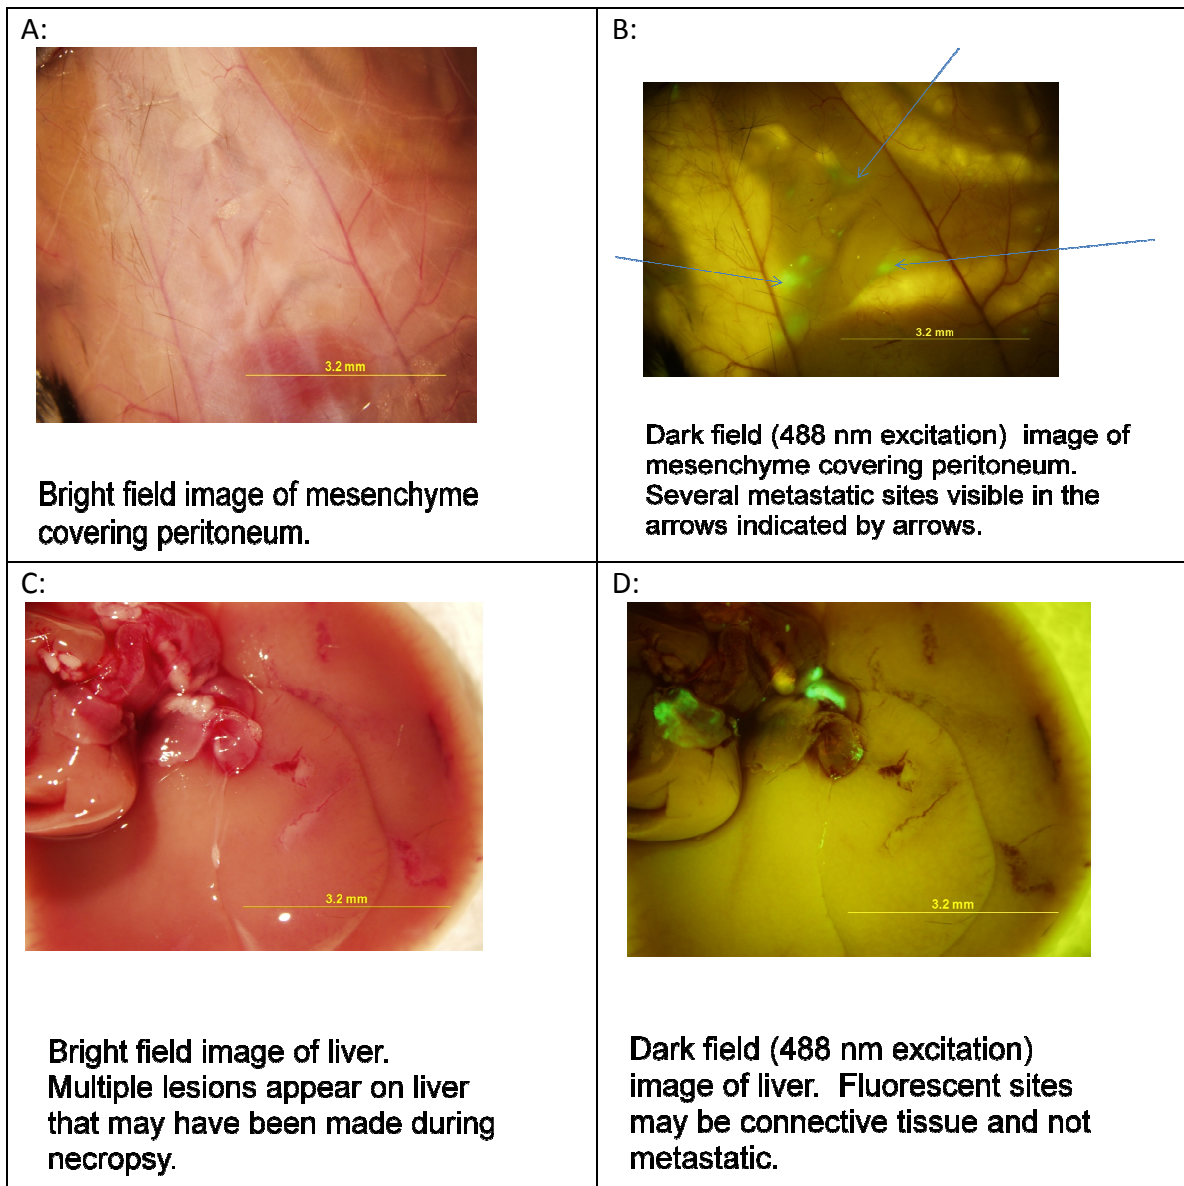 A:
3.2 mm
Bright field image of mesenchyme
covering peritoneum.
B:
3.2 mm
Dark field (488 nm excitation)  image of
mesenchyme covering peritoneum.
Several metastatic sites visible in the
arrows indicated by arrows.
C:
3.2 mm
Bright field image of liver.
Multiple lesions appear on liver
that may have been made during
necropsy.
D:
3.2 mm
Dark field (488 nm excitation)
image of liver.  Fluorescent sites
may be connective tissue and not
metastatic.